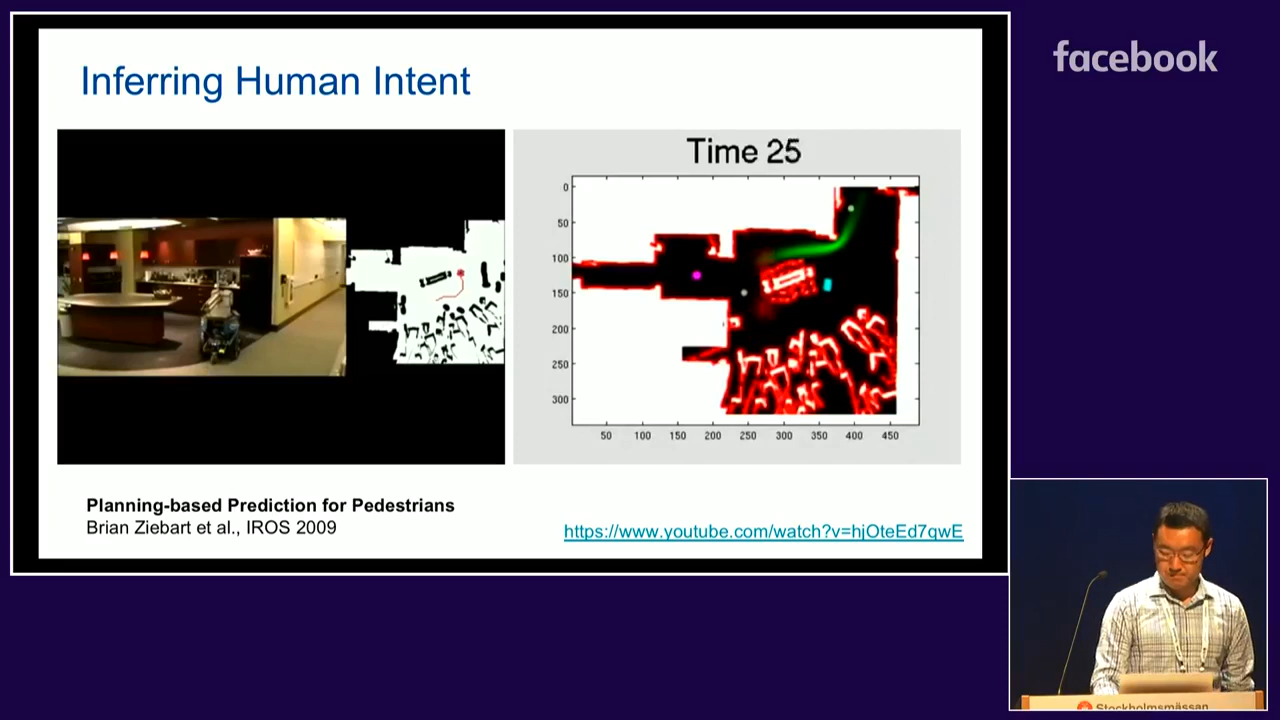 Inferring Human Intent
facebook
Time 25
0
50
100
150
200
250
300
50 100 150 200 250 300 350 400 450
Planning-based Prediction for Pedestrians
Brian Ziebart et al., IROS 2009
https://www.youtube.com/watch?v=hjOteEd7qwE
Stockholmsmässan